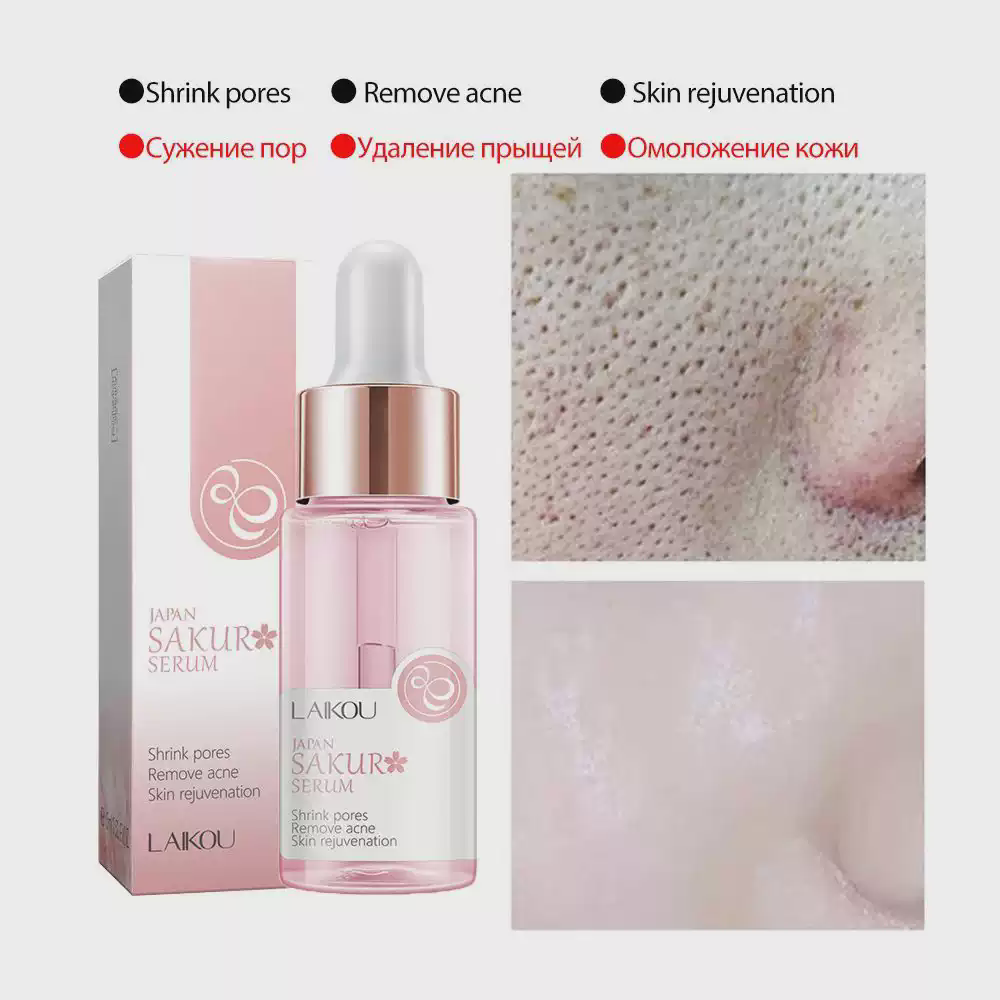 ●Shrink pores ● Remove acne ● Skin rejuvenation
●Сужение пор ●Удаление прыщей ●Омоложение кожи
JAPAN
SAKUR
SERUM
Shrink pores
Remove acne
Skin rejuvenation
LAIKOU
LAIKOU
JAPAN
SAKUR
SERUM
Shrink pores
Remove acne
Skin rejuvenation